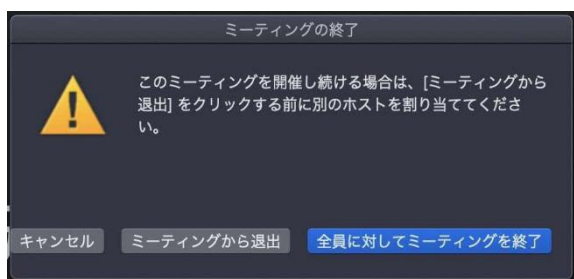 ミーティングの終了
このミーティングを開催し続ける場合は、[ミーティングから
退出] をクリックする前に別のホストを割り当ててくださ
い。
キャンセル
ミーティングから退出
全員に対してミーティングを終了